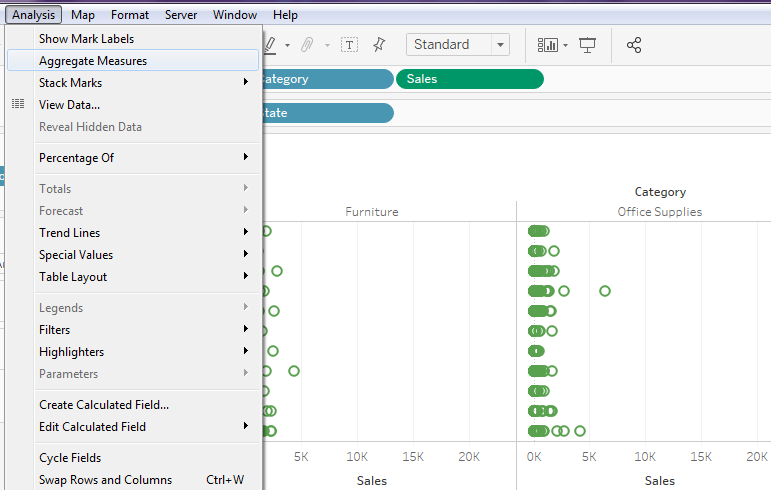 Analysis Map Format Server Window Help
Show Mark Labels
Aggregate Measures
Stack Marks
View Data...
Reveal Hidden Data
Percentage Of
Totals
Forecast
Trend Lines
Special Values
Table Layout
Legends
Filters
Highlighters
Parameters
Create Calculated Field...
Edit Calculated Field
Cycle Fields
Swap Rows and Columns Ctrl+W
T Standard
Category Sales
tate
Category
Furniture Office Supplies
5K 10K 15K 20K 0K 5K 10K 15K 20K
Sales Sales